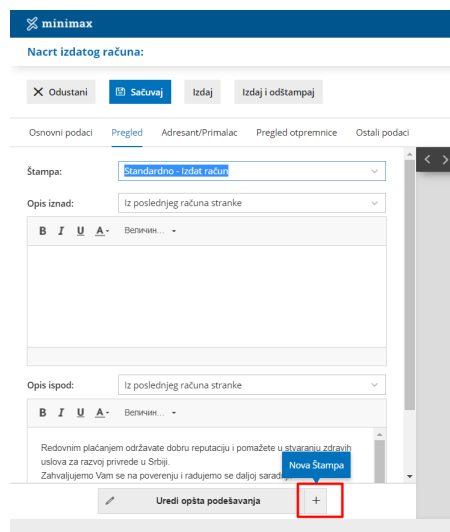 minimax
Nacrt izdatog računa:
Odustani Sačuvaj Izdaj Izdaj i odštampaj
Osnovni podaci Pregled Adresant/Primalac Pregled otpremnice Ostali podaci
Štampa: Standardno - Izdat račun
Opis iznad: Iz poslednjeg računa stranke
B I U A Величин...
Opis ispod: Iz poslednjeg računa stranke
B I U A Величин...
Redovnim plaćanjem održavate dobru reputaciju i pomažete u stvaranju zdravih
uslova za razvoj privrede u Srbiji.
Zahvaljujemo Vam se na poverenju i radujemo se daljoj
Nova Štampa
Uredi opšta podešavanja +